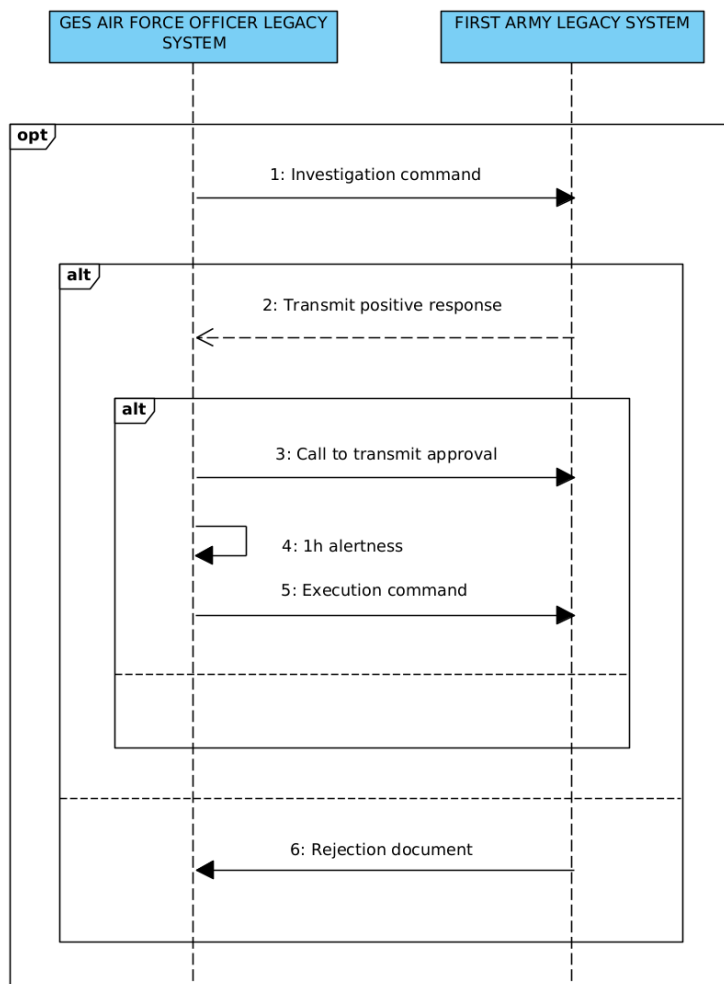 GES AIR FORCE OFFICER LEGACY
SYSTEM
FIRST ARMY LEGACY SYSTEM
opt
1: Investigation command
alt
2: Transmit positive response
alt
3: Call to transmit approval
4: 1h alertness
5: Execution command
6: Rejection document